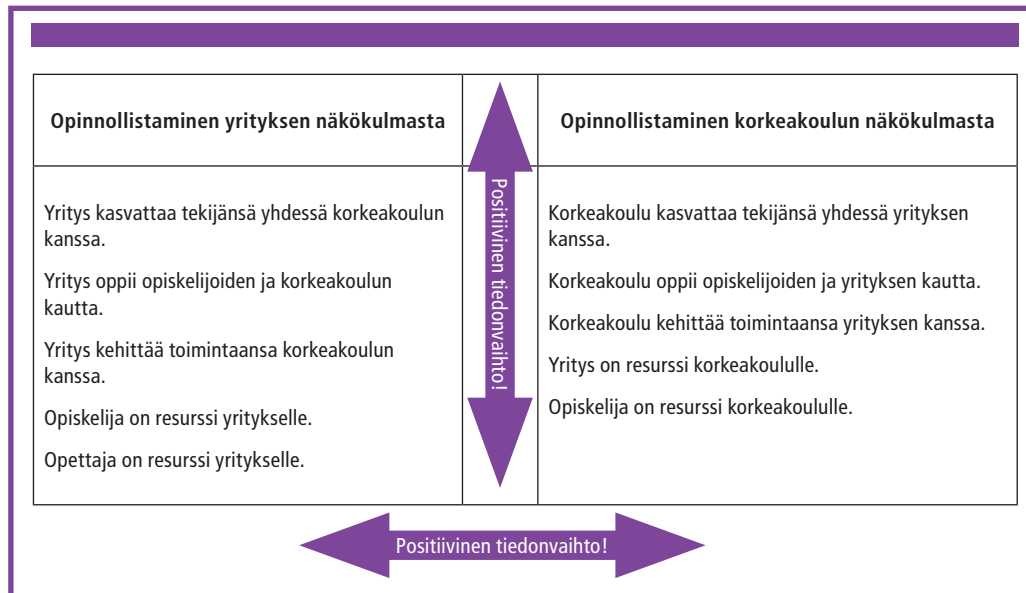 Opinnollistaminen yrityksen näkökulmasta
Opinnollistaminen korkeakoulun näkökulmasta
Yritys kasvattaa tekijänsä yhdessä korkeakoulun
kanssa.
Yritys oppii opiskelijoiden ja korkeakoulun
kautta.
Yritys kehittää toimintaansa korkeakoulun
kanssa.
Opiskelija on resurssi yritykselle.
Opettaja on resurssi yritykselle.
Positiivinen tiedonvaihto!
Korkeakoulu kasvattaa tekijänsä yhdessä yrityksen
kanssa.
Korkeakoulu oppii opiskelijoiden ja yrityksen kautta.
Korkeakoulu kehittää toimintaansa yrityksen kanssa.
Yritys on resurssi korkeakoululle.
Opiskelija on resurssi korkeakoululle.
Positiivinen tiedonvaihto!